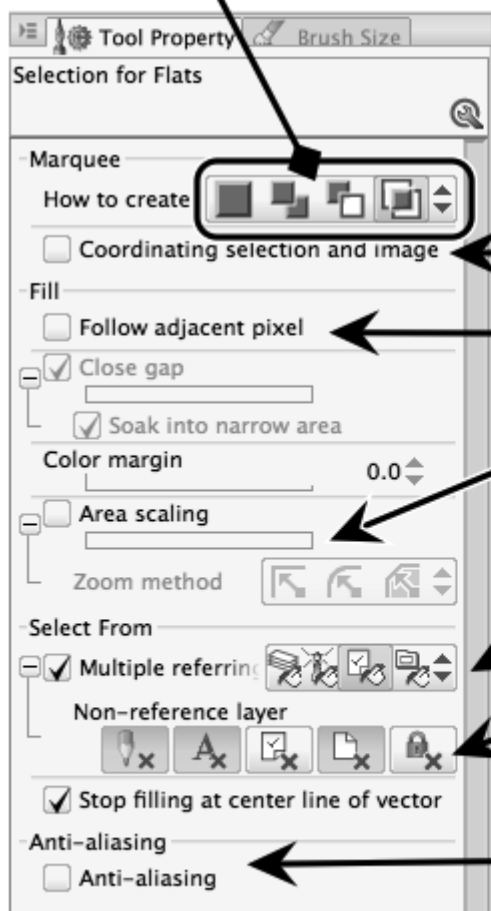 Tool Property Brush Size
Selection for Flats
Marquee
How to create
Coordinating selection and image
Fill
Follow adjacent pixel
Close gap
Soak into narrow area
Color margin 0.0
Area scaling
Zoom method
Select From
Multiple referring
Non-reference layer
A
Stop filling at center line of vector
Anti-aliasing
Anti-aliasing